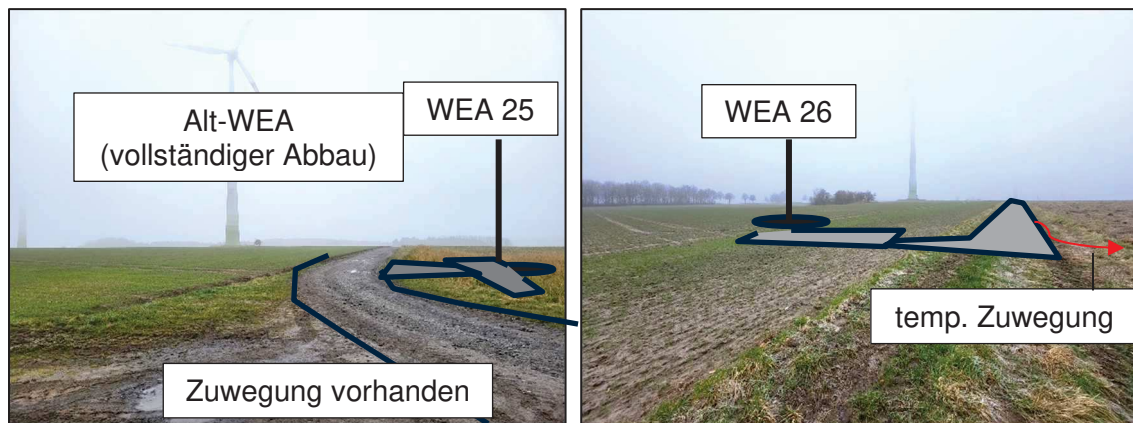 Alt-WEA
(vollständiger Abbau)
WEA 25
Zuwegung vorhanden
WEA 26
temp. Zuwegung